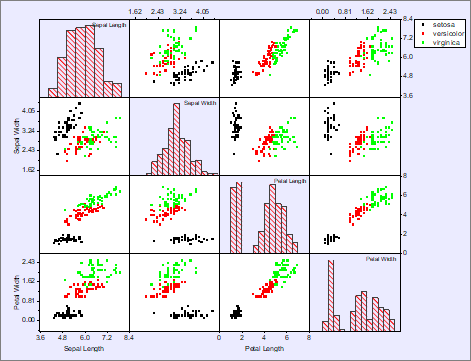 1.62 2.43 3.24 4.05 0.00 0.81 1.62 2.43
Sepal Length 8.4 setosa
7.2 versicolor
6.0 virginica
4.8
3.6
Sepal Width
4.05
3.24
2.43
1.62
Sepal Width
Petal Length 8
6
4
2
0
Petal Width
2.43
1.62
0.81
0.00
Petal Width
3.6 4.8 6.0 7.2 8.4 0 2 4 6 8
Sepal Length Petal Length